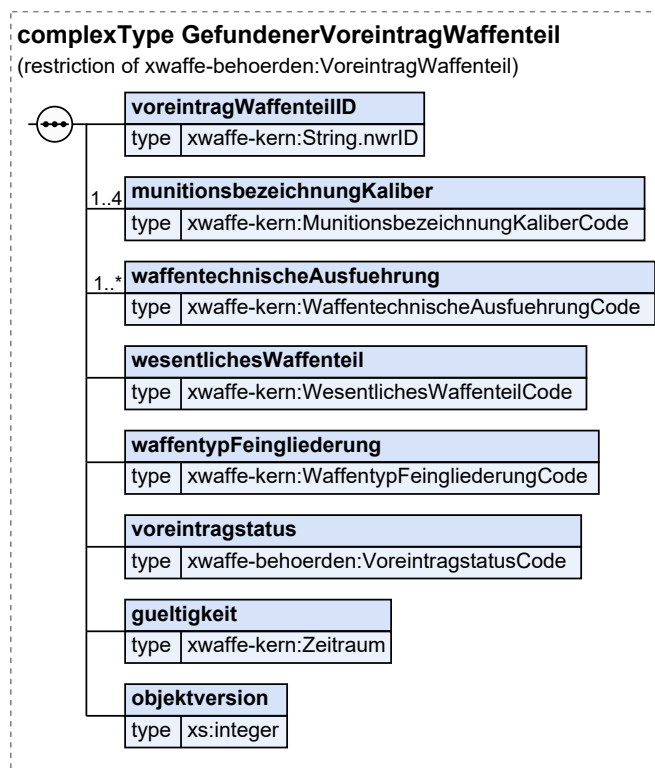 complexType GefundenerVoreintragWaffenteil
(restriction of xwaffe-behoerden:VoreintragWaffenteil)
voreintragWaffenteilID
type xwaffe-kern:String.nwrID
1..4 munitionsbezeichnungKaliber
type xwaffe-kern:MunitionsbezeichnungKaliberCode
1..* waffentechnischeAusfuehrung
type xwaffe-kern:WaffentechnischeAusfuehrungCode
wesentlichesWaffenteil
type xwaffe-kern:WesentlichesWaffenteilCode
waffentypFeingliederung
type xwaffe-kern:WaffentypFeingliederungCode
voreintragstatus
type xwaffe-behoerden:VoreintragstatusCode
gueltigkeit
type xwaffe-kern:Zeitraum
objektversion
type xs:integer